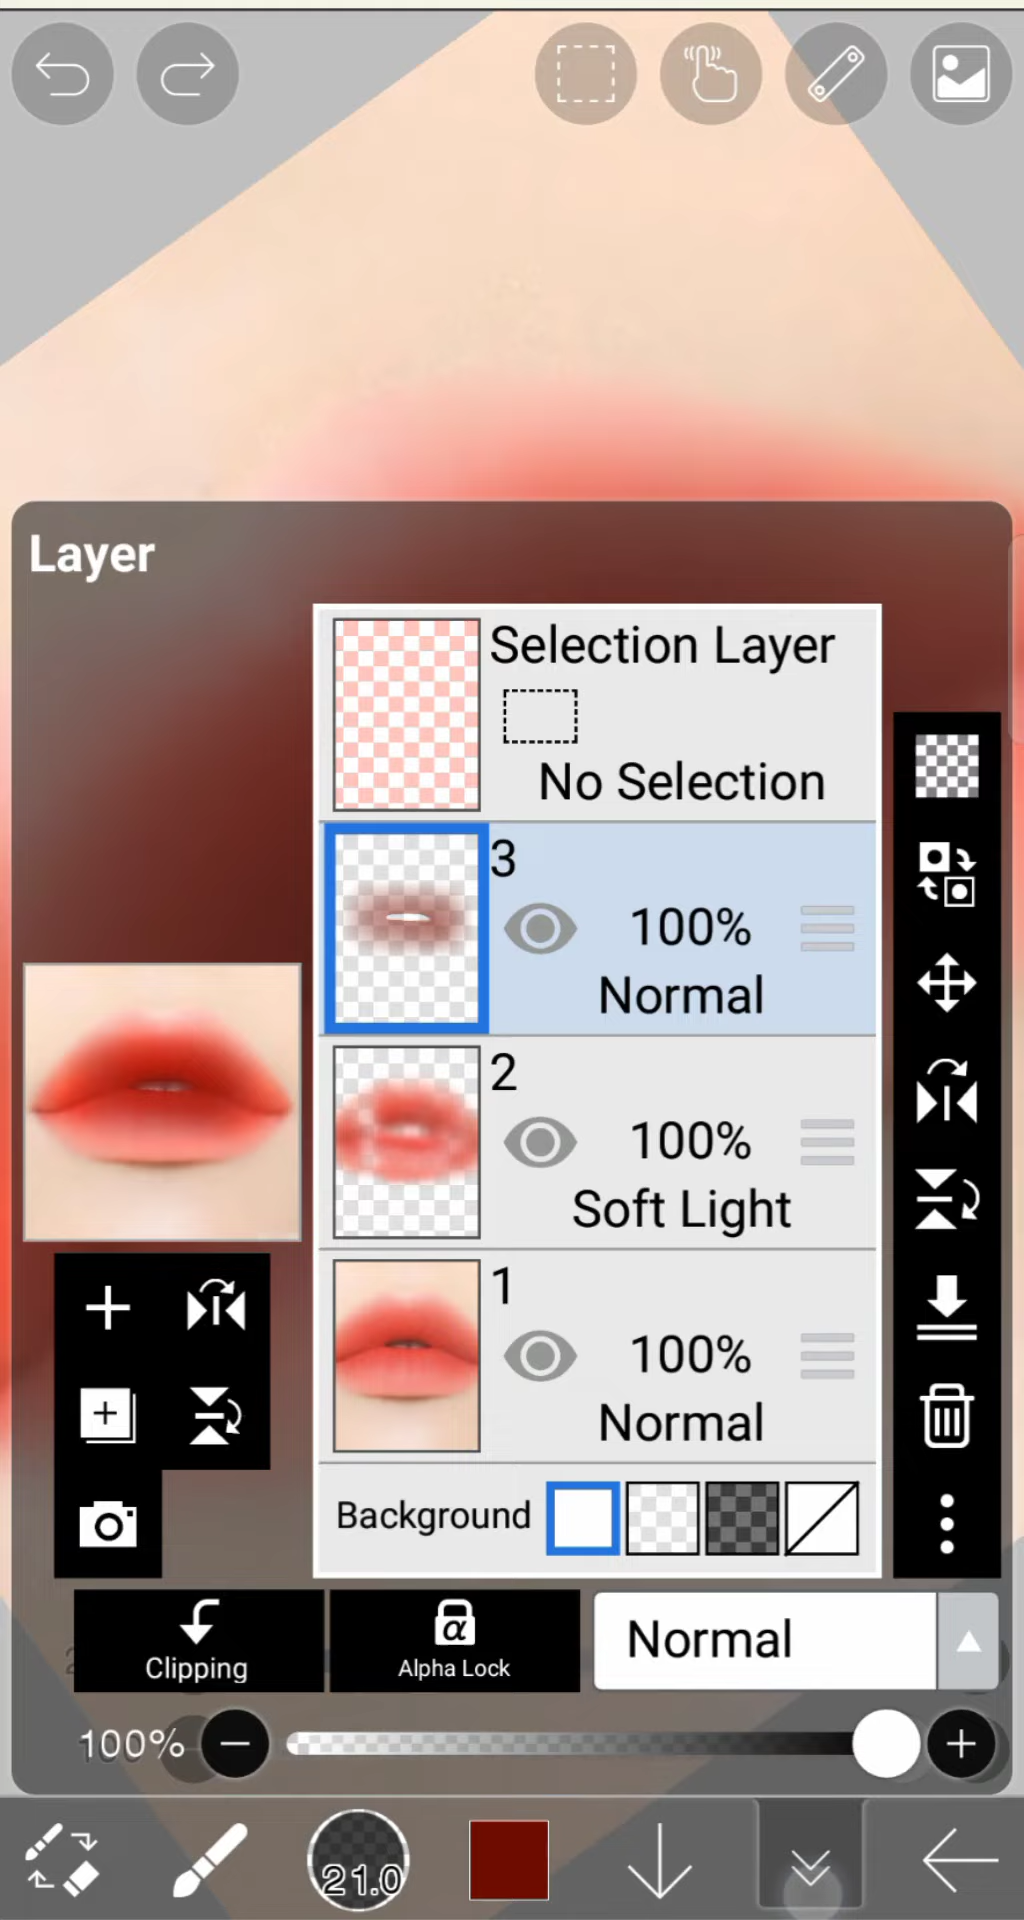 Layer
Selection Layer
No Selection
3
100%
Normal
2
100%
Soft Light
1
100%
Normal
Background
Clipping
α
Alpha Lock
Normal
100%
21.0